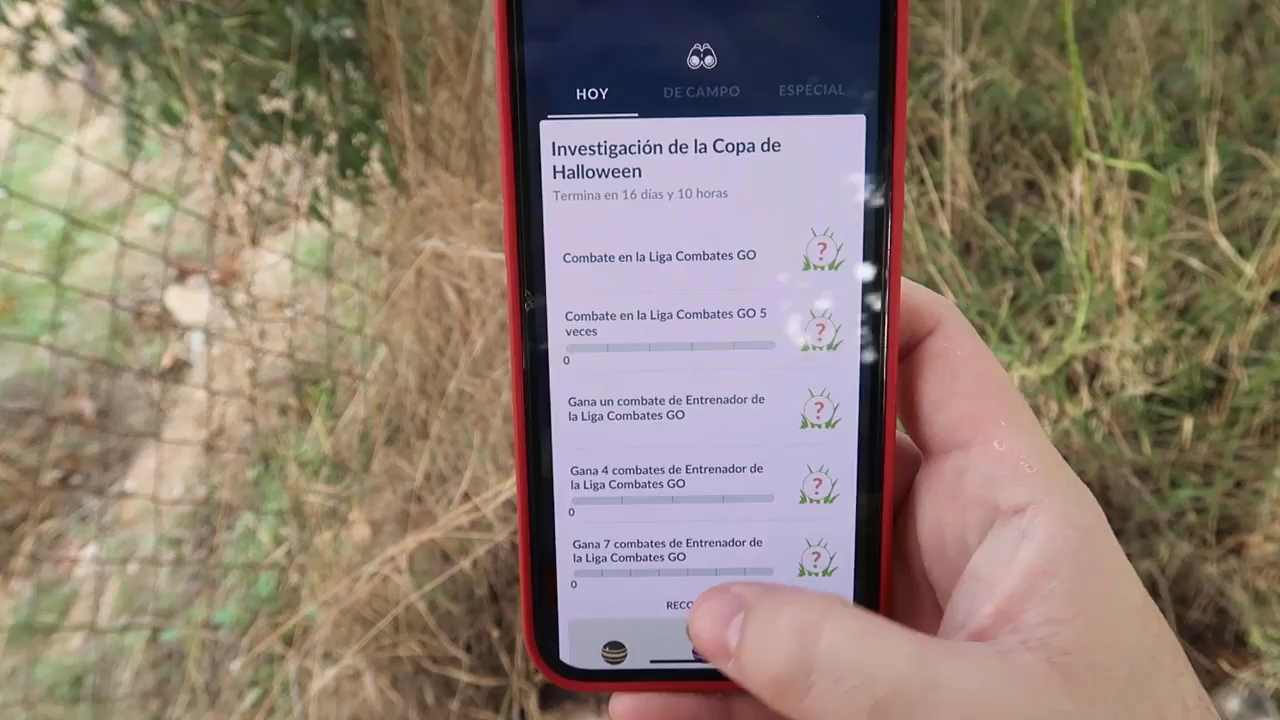 HOY DE CAMPO ESPECIAL
Investigación de la Copa de
Halloween
Termina en 16 días y 10 horas
Combate en la Liga Combates GO
?
Combate en la Liga Combates GO 5
veces
?
0
Gana un combate de Entrenador de
la Liga Combates GO
?
Gana 4 combates de Entrenador de
la Liga Combates GO
?
0
Gana 7 combates de Entrenador de
la Liga Combates GO
?
0